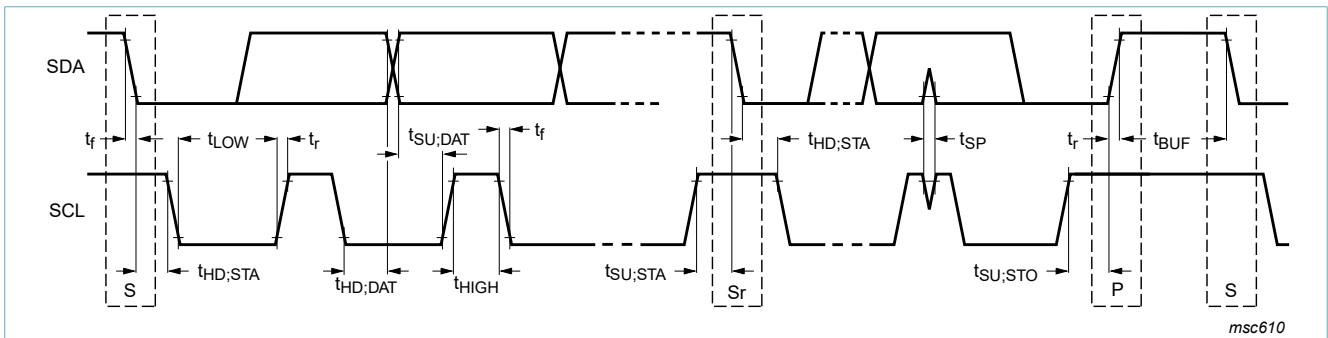 SDA
t_f t_LOW t_r t_SU;DAT t_f t_HD;STA t_SP t_r t_BUF
SCL
t_HD;STA t_HD;DAT t_HIGH t_SU;STA t_SU;STO
S Sr P S
msc610